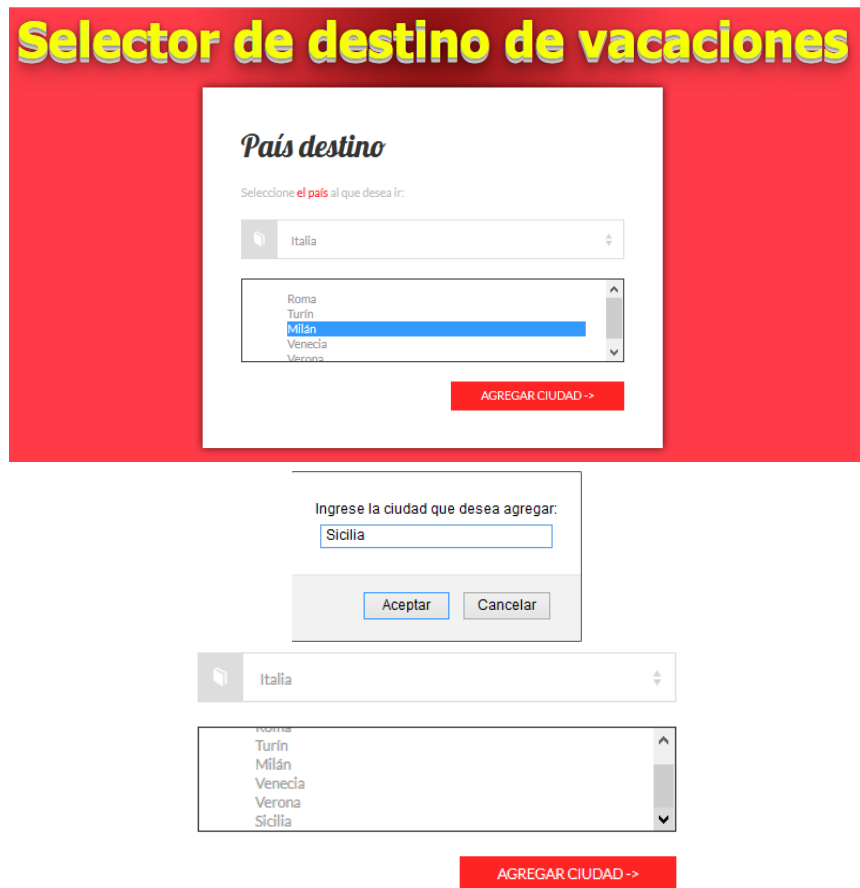 Selector de destino de vacaciones
País destino
Seleccione el país al que desea ir:
Italia
Roma
Turín
Milán
Venecia
Verona
AGREGAR CIUDAD ->
Ingrese la ciudad que desea agregar:
Sicilia
Aceptar
Cancelar
Italia
Roma
Turín
Milán
Venecia
Verona
Sicilia
AGREGAR CIUDAD ->